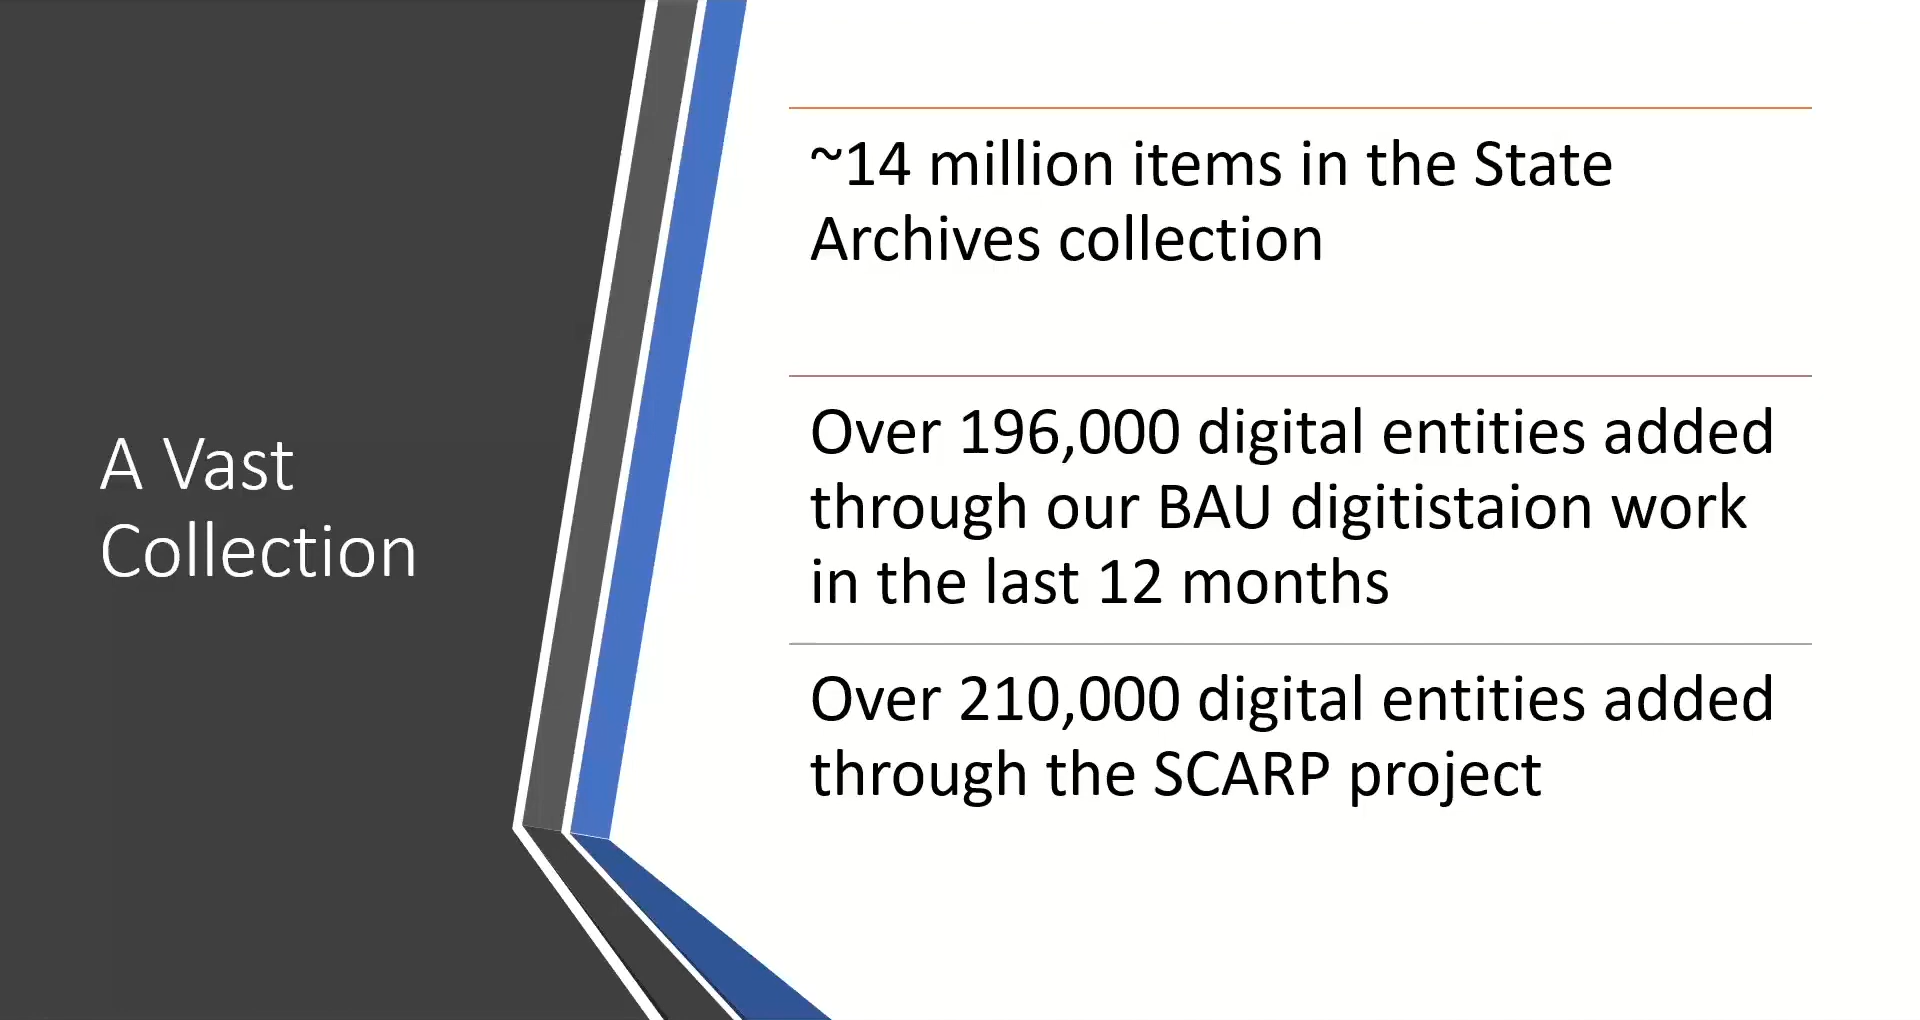 A Vast
Collection
~14 million items in the State
Archives collection
Over 196,000 digital entities added
through our BAU digitistaion work
in the last 12 months
Over 210,000 digital entities added
through the SCARP project